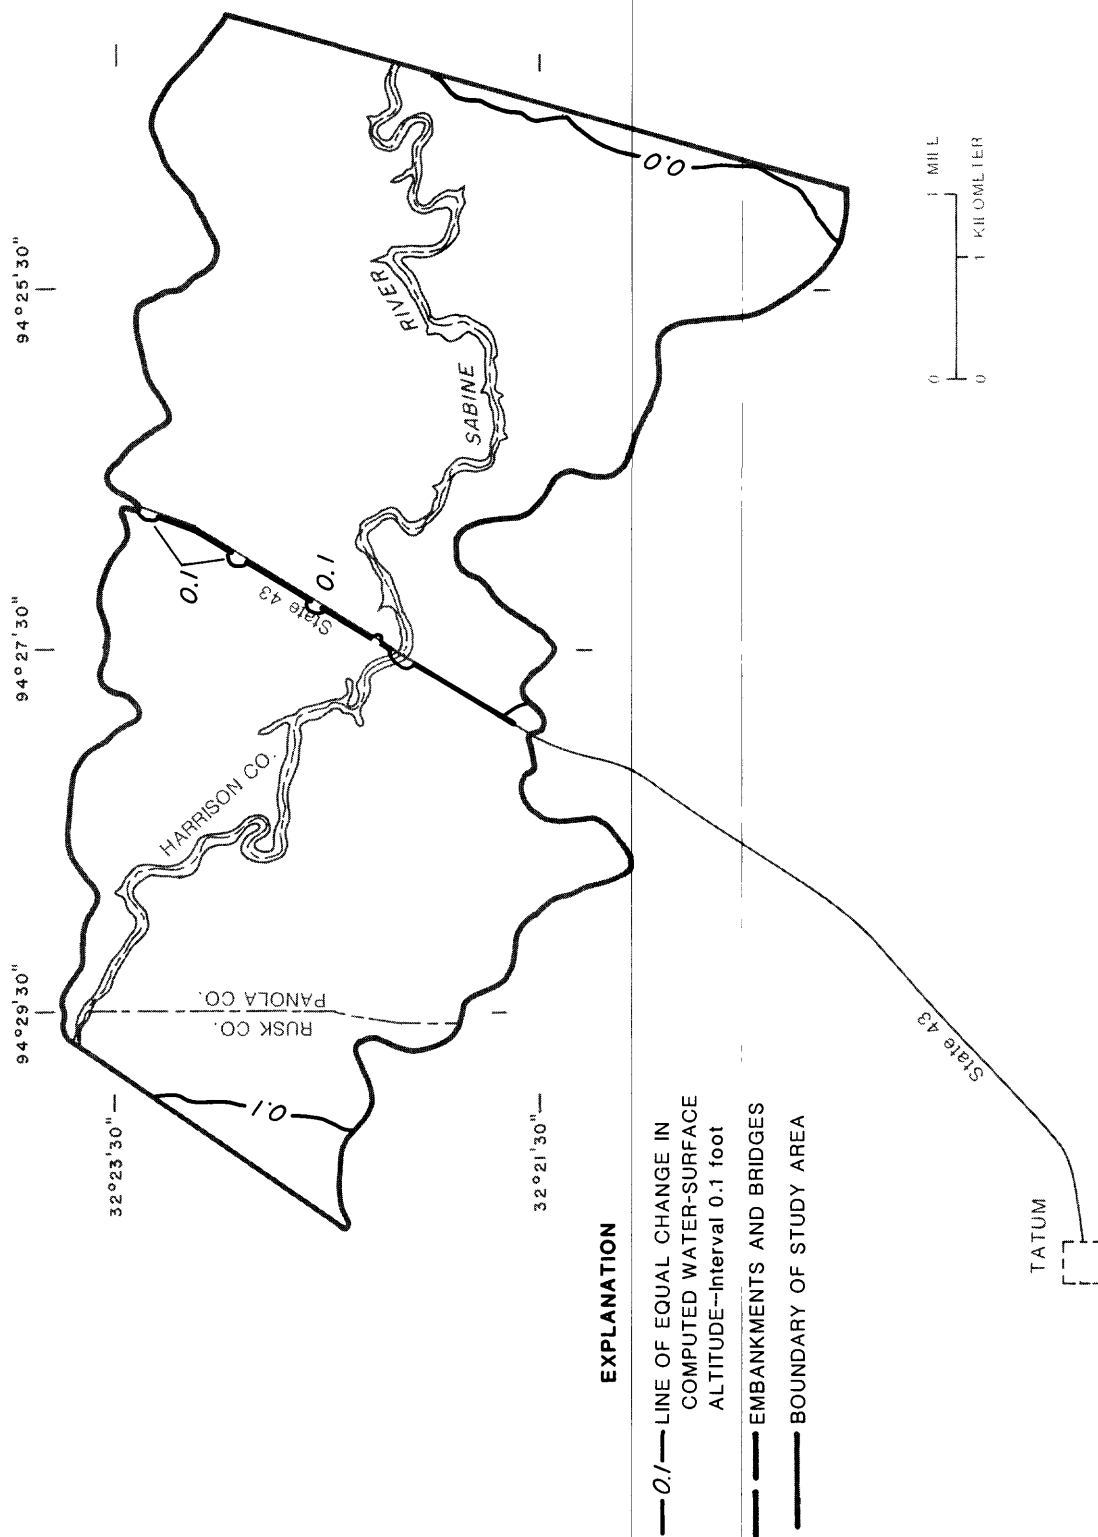 94°29'30"
94°27'30"
94°25'30"
32°23'30"
32°21'30"
HARRISON CO.
RUSK CO.
PANOLA CO.
SABINE
RIVER
State 43
State 43
TATUM
0.1
0.1
0.1
0.0
EXPLANATION
0.1 LINE OF EQUAL CHANGE IN
COMPUTED WATER-SURFACE
ALTITUDE--Interval 0.1 foot
EMBANKMENTS AND BRIDGES
BOUNDARY OF STUDY AREA
0 1 MILE
0 1 KILOMETER